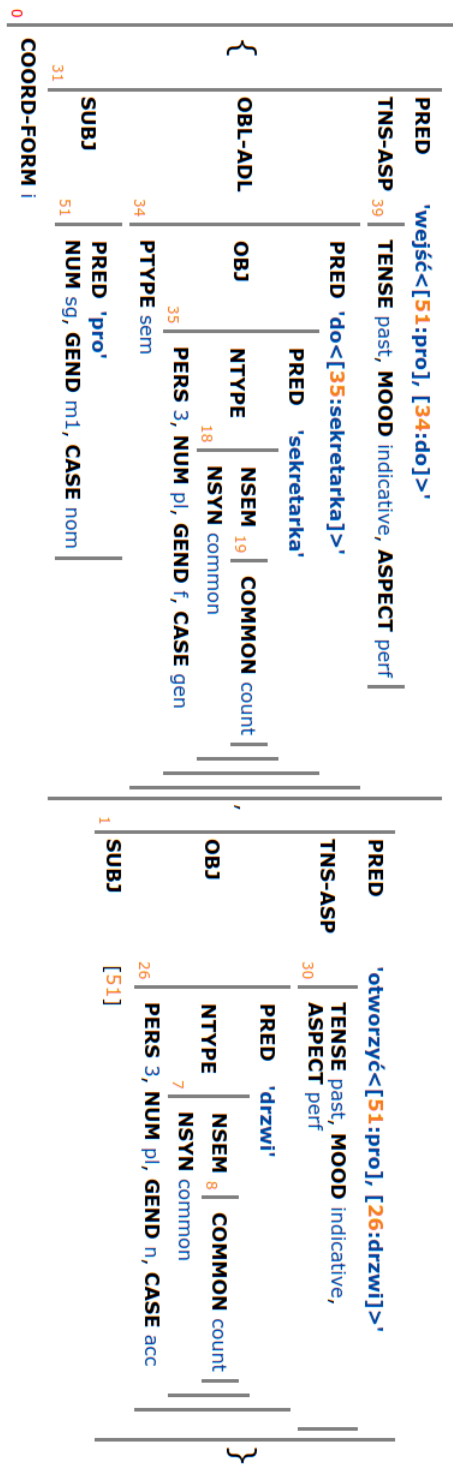 PRED 'wejść<[51:pro], [34:do]>'
TNS-ASP 39 TENSE past, MOOD indicative, ASPECT perf
PRED 'do<[35:sekretarka]>'
PRED 'sekretarka'
NTYPE NSEM 19 COMMON count
18 NSYN common
OBJ
35 PERS 3, NUM pl, GEND f, CASE gen
OBL-ADL
34 PTYPE sem
PRED 'pro'
SUBJ
51 NUM sg, GEND m1, CASE nom
31
{ ,
PRED 'otworzyć<[51:pro], [26:drzwi]>'
TENSE past, MOOD indicative,
TNS-ASP
30 ASPECT perf
PRED 'drzwi'
NTYPE NSEM 8 COMMON count
7 NSYN common
OBJ
26 PERS 3, NUM pl, GEND n, CASE acc
1 SUBJ [51]
}
0 COORD-FORM i